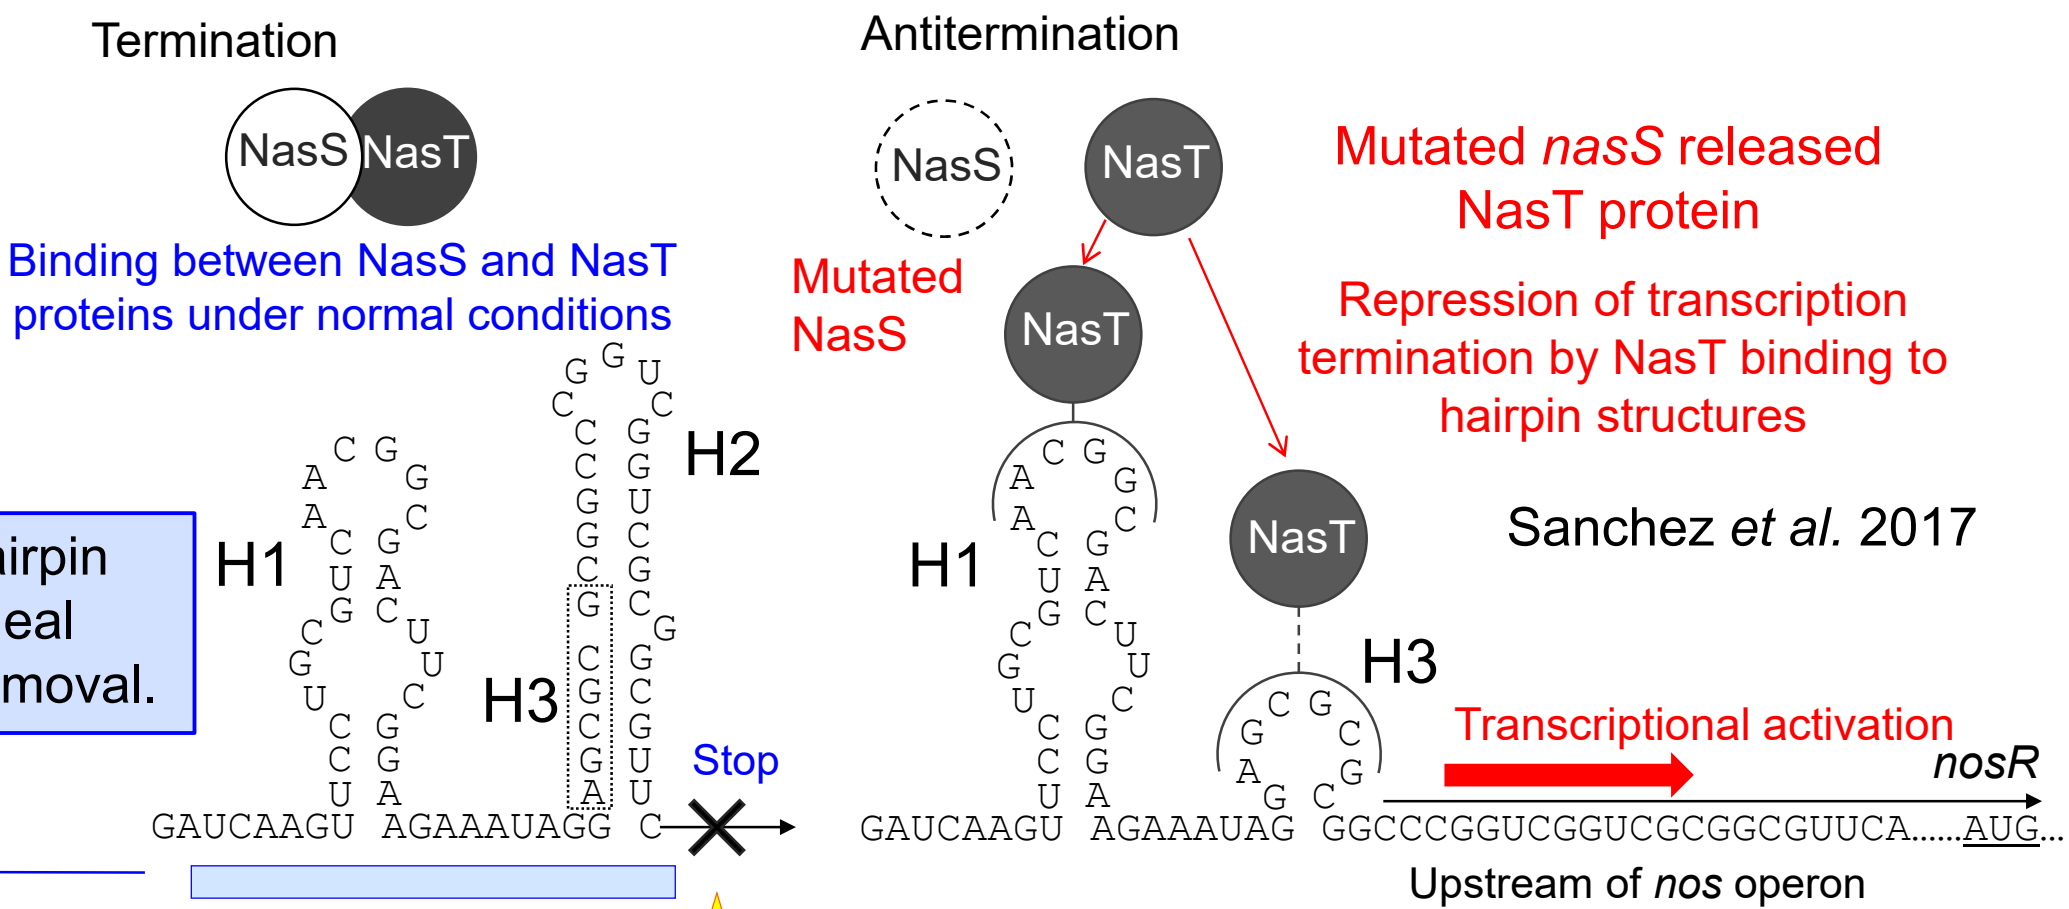 Termination
NasS NasT
Binding between NasS and NasT
proteins under normal conditions
H1
H2
H3
Stop
GAUCAAGU AGAAAUAGG C
airpin
eal
moval.
Antitermination
NasS
NasT
Mutated
NasS
NasT
NasT
H1
H3
Mutated nasS released
NasT protein
Repression of transcription
termination by NasT binding to
hairpin structures
Sanchez et al. 2017
Transcriptional activation
nosR
GAUCAAGU AGAAAUAG GGCCCGGUCGGUCGCGGCGUUCA......AUG...
Upstream of nos operon